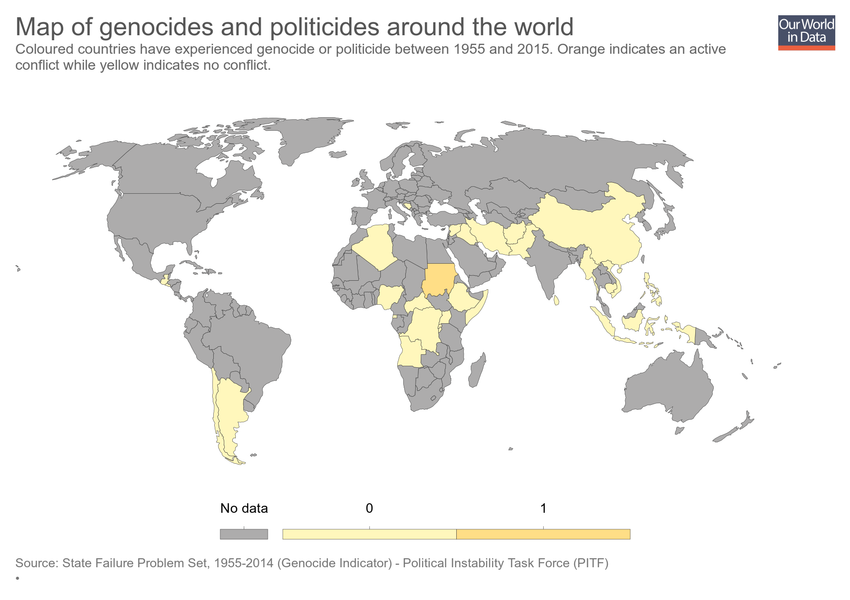 Map of genocides and politicides around the world
Coloured countries have experienced genocide or politicide between 1955 and 2015. Orange indicates an active
conflict while yellow indicates no conflict.
Our World
in Data
No data
0
1
Source: State Failure Problem Set, 1955-2014 (Genocide Indicator) - Political Instability Task Force (PITF)
•